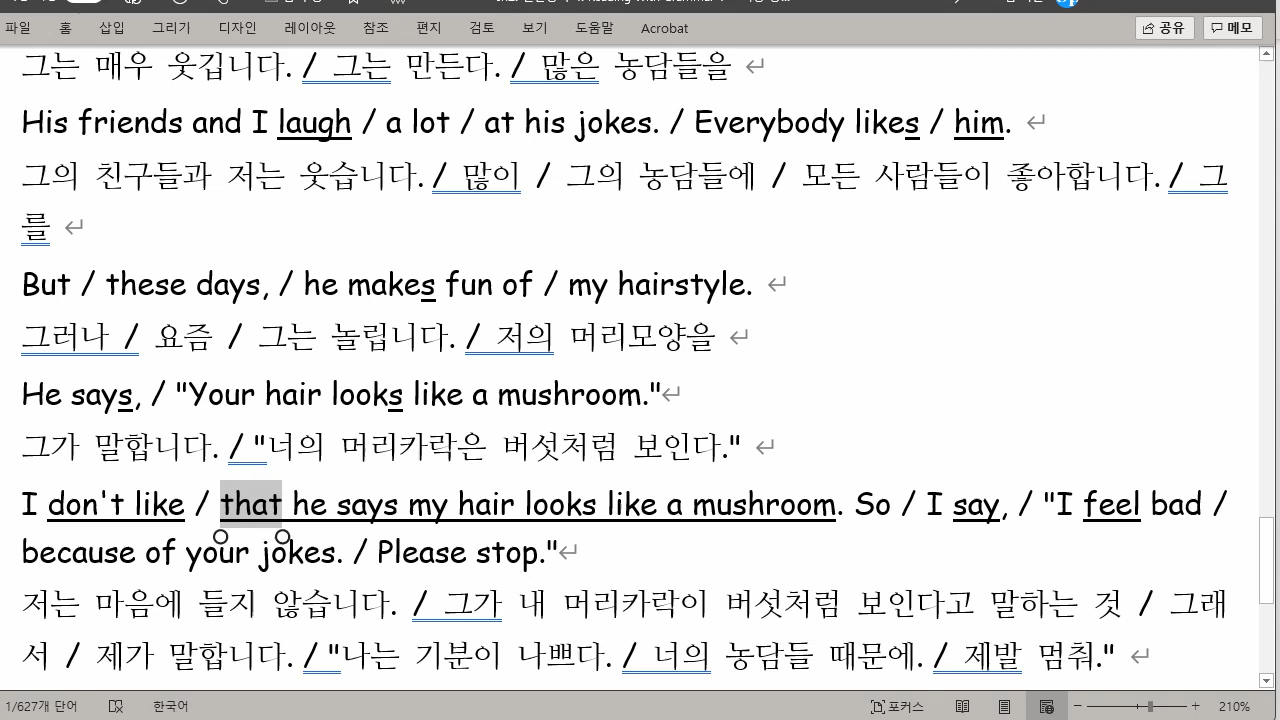 파일 홈 삽입 그리기 디자인 레이아웃 참조 편지 검토 보기 도움말 Acrobat 공유 메모
그는 매우 웃깁니다. / 그는 만든다. / 많은 농담들을 ↵
His friends and I laugh / a lot / at his jokes. / Everybody likes / him. ↵
그의 친구들과 저는 웃습니다. / 많이 / 그의 농담들에 / 모든 사람들이 좋아합니다. / 그
를 ↵
But / these days, / he makes fun of / my hairstyle. ↵
그러나 / 요즘 / 그는 놀립니다. / 저의 머리모양을 ↵
He says, / "Your hair looks like a mushroom."↵
그가 말합니다. / "너의 머리카락은 버섯처럼 보인다." ↵
I don't like / that he says my hair looks like a mushroom. So / I say, / "I feel bad /
because of your jokes. / Please stop."↵
저는 마음에 들지 않습니다. / 그가 내 머리카락이 버섯처럼 보인다고 말하는 것 / 그래
서 / 제가 말합니다. / "나는 기분이 나쁘다. / 너의 농담들 때문에. / 제발 멈춰." ↵
1/627개 단어 한국어 포커스 210%